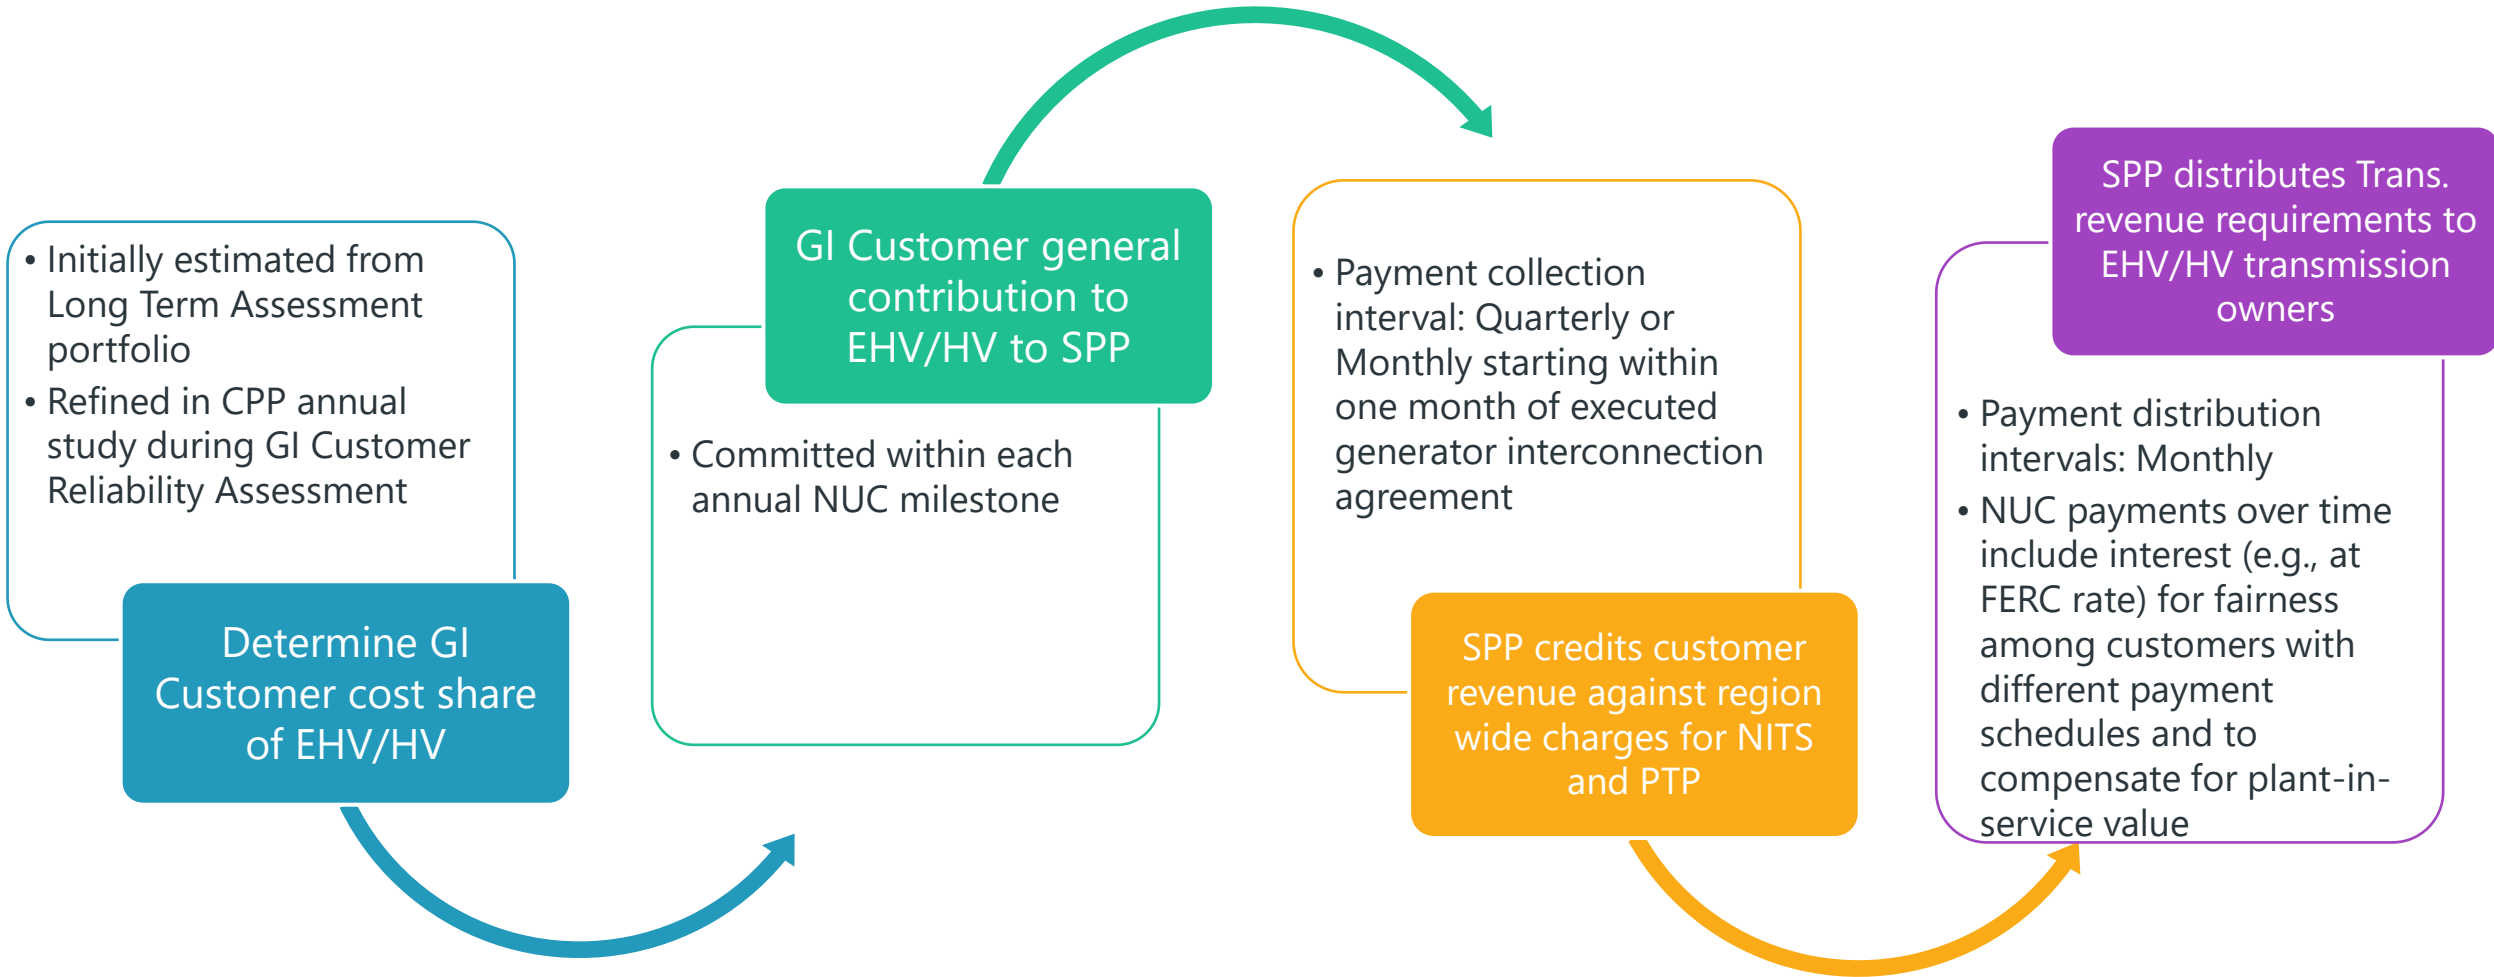 • Initially estimated from
Long Term Assessment
portfolio
• Refined in CPP annual
study during GI Customer
Reliability Assessment
Determine GI
Customer cost share
of EHV/HV
GI Customer general
contribution to
EHV/HV to SPP
• Committed within each
annual NUC milestone
• Payment collection
interval: Quarterly or
Monthly starting within
one month of executed
generator interconnection
agreement
SPP credits customer
revenue against region
wide charges for NITS
and PTP
SPP distributes Trans.
revenue requirements to
EHV/HV transmission
owners
• Payment distribution
intervals: Monthly
• NUC payments over time
include interest (e.g., at
FERC rate) for fairness
among customers with
different payment
schedules and to
compensate for plant-in-
service value